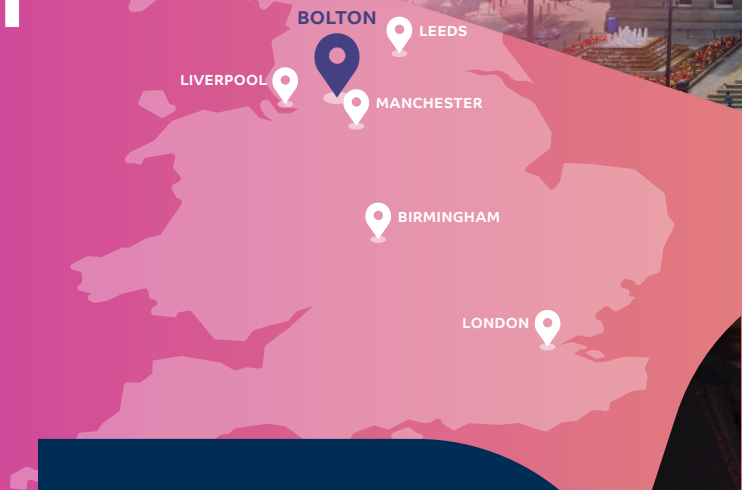 BOLTON
LEEDS
LIVERPOOL
MANCHESTER
BIRMINGHAM
LONDON